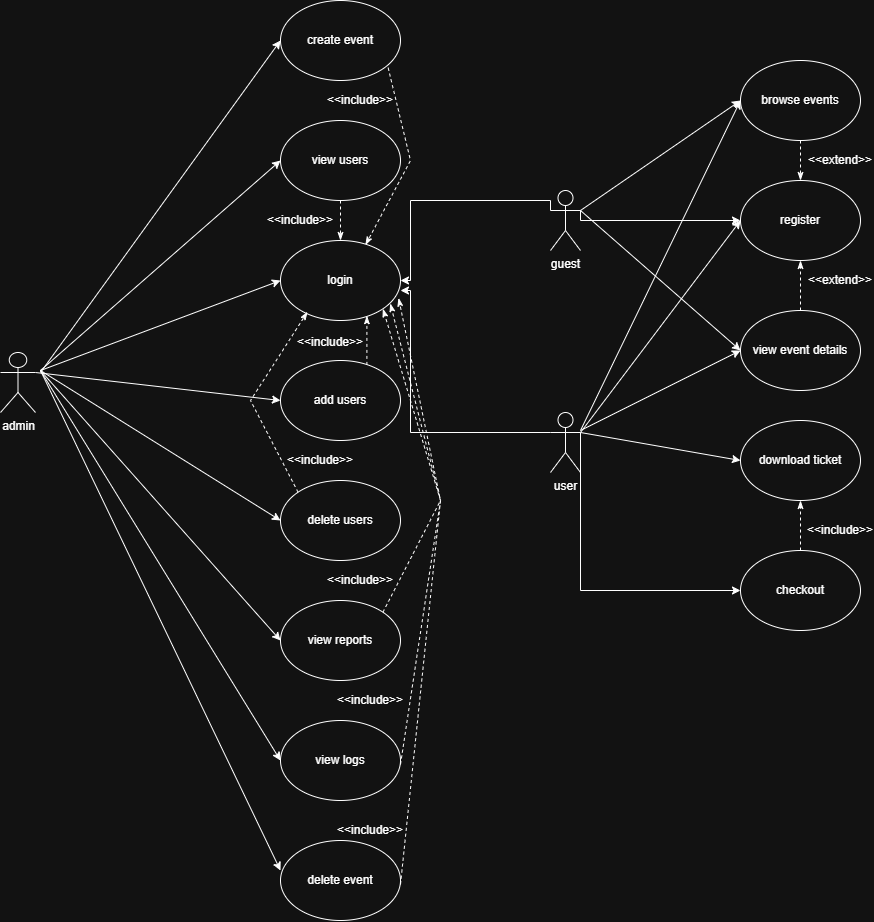 create event
<<include>>
browse events
view users
<<extend>>
<<include>>
register
guest
login
<<extend>>
<<include>>
view event details
admin
add users
<<include>>
download ticket
user
delete users
<<include>>
<<include>>
checkout
view reports
<<include>>
view logs
<<include>>
delete event